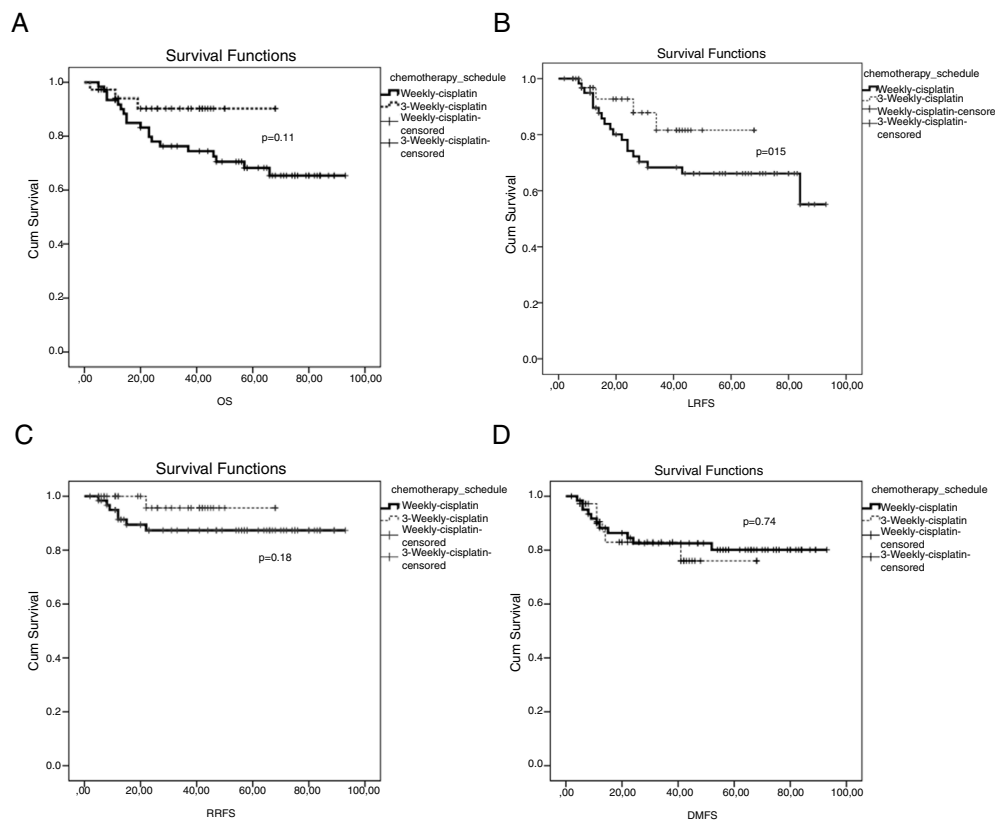 A
Survival Functions
chemotherapy_schedule
Weekly-cisplatin
3-Weekly-cisplatin
Weekly-cisplatin-
censored
3-Weekly-cisplatin-
censored
1.0
0.8
0.6
0.4
0.2
0.0
Cum Survival
p=0.11
,00
20,00
40,00
60,00
80,00
100,00
OS
B
Survival Functions
chemotherapy_schedule
Weekly-cisplatin
3-Weekly-cisplatin
Weekly-cisplatin-censore
3-Weekly-cisplatin-
censored
1.0
0.8
0.6
0.4
0.2
0.0
Cum Survival
p=015
,00
20,00
40,00
60,00
80,00
100,00
LRFS
C
Survival Functions
chemotherapy_schedule
Weekly-cisplatin
3-Weekly-cisplatin
Weekly-cisplatin-
censored
3-Weekly-cisplatin-
censored
1.0
0.8
0.6
0.4
0.2
0.0
Cum Survival
p=0.18
,00
20,00
40,00
60,00
80,00
100,00
RRFS
D
Survival Functions
chemotherapy_schedule
Weekly-cisplatin
3-Weekly-cisplatin
Weekly-cisplatin-
censored
3-Weekly-cisplatin-
censored
1.0
0.8
0.6
0.4
0.2
0.0
Cum Survival
p=0.74
,00
20,00
40,00
60,00
80,00
100,00
DMFS